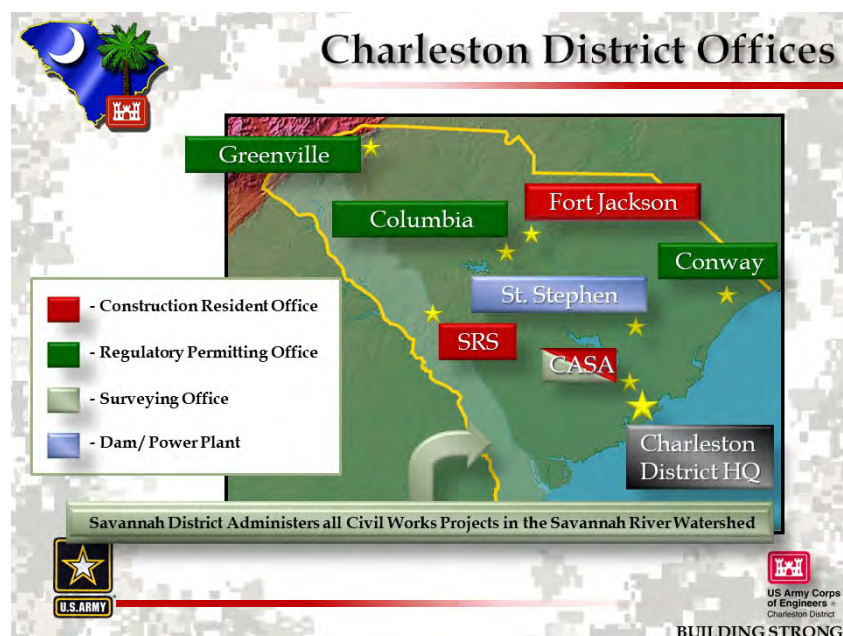 Charleston District Offices
Greenville
Fort Jackson
Columbia
Conway
St. Stephen
SRS
CASA
Charleston
District HQ
- Construction Resident Office
- Regulatory Permitting Office
- Surveying Office
- Dam / Power Plant
Savannah District Administers all Civil Works Projects in the Savannah River Watershed
U.S.ARMY
US Army Corps
of Engineers ®
Charleston District
BUILDING STRONG